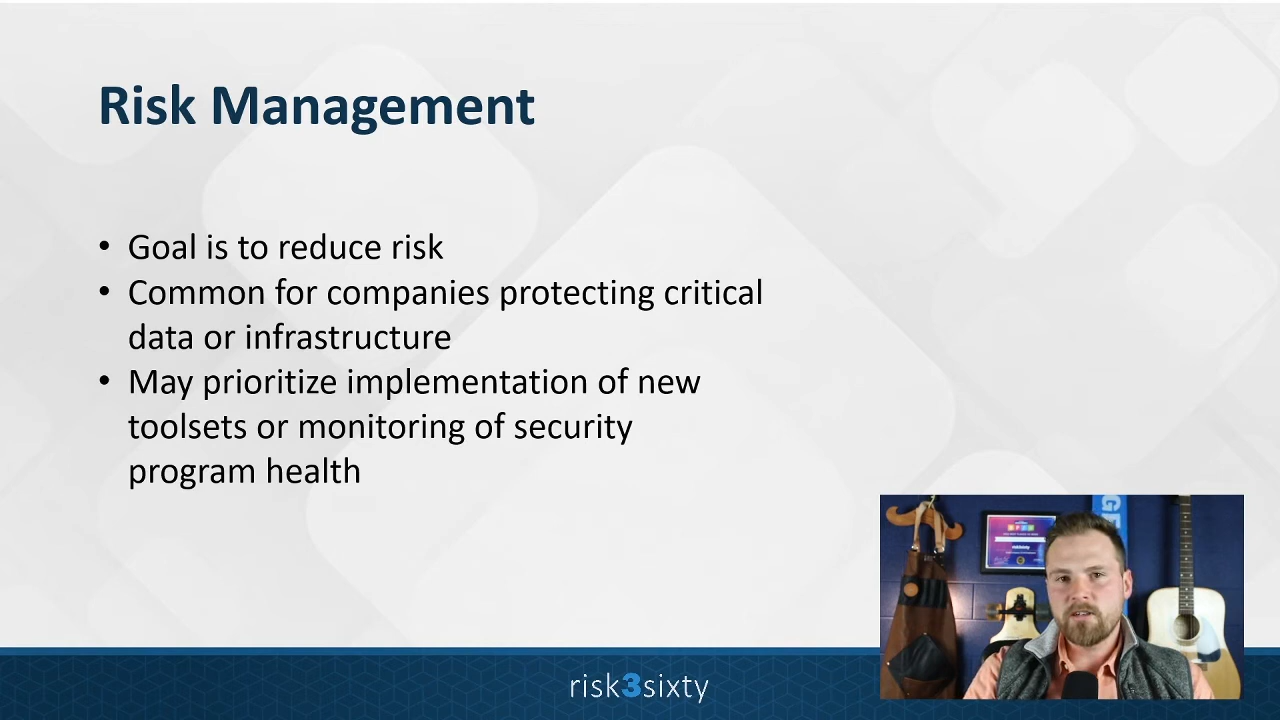 Risk Management
• Goal is to reduce risk
• Common for companies protecting critical
data or infrastructure
• May prioritize implementation of new
toolsets or monitoring of security
program health
risk3sixty